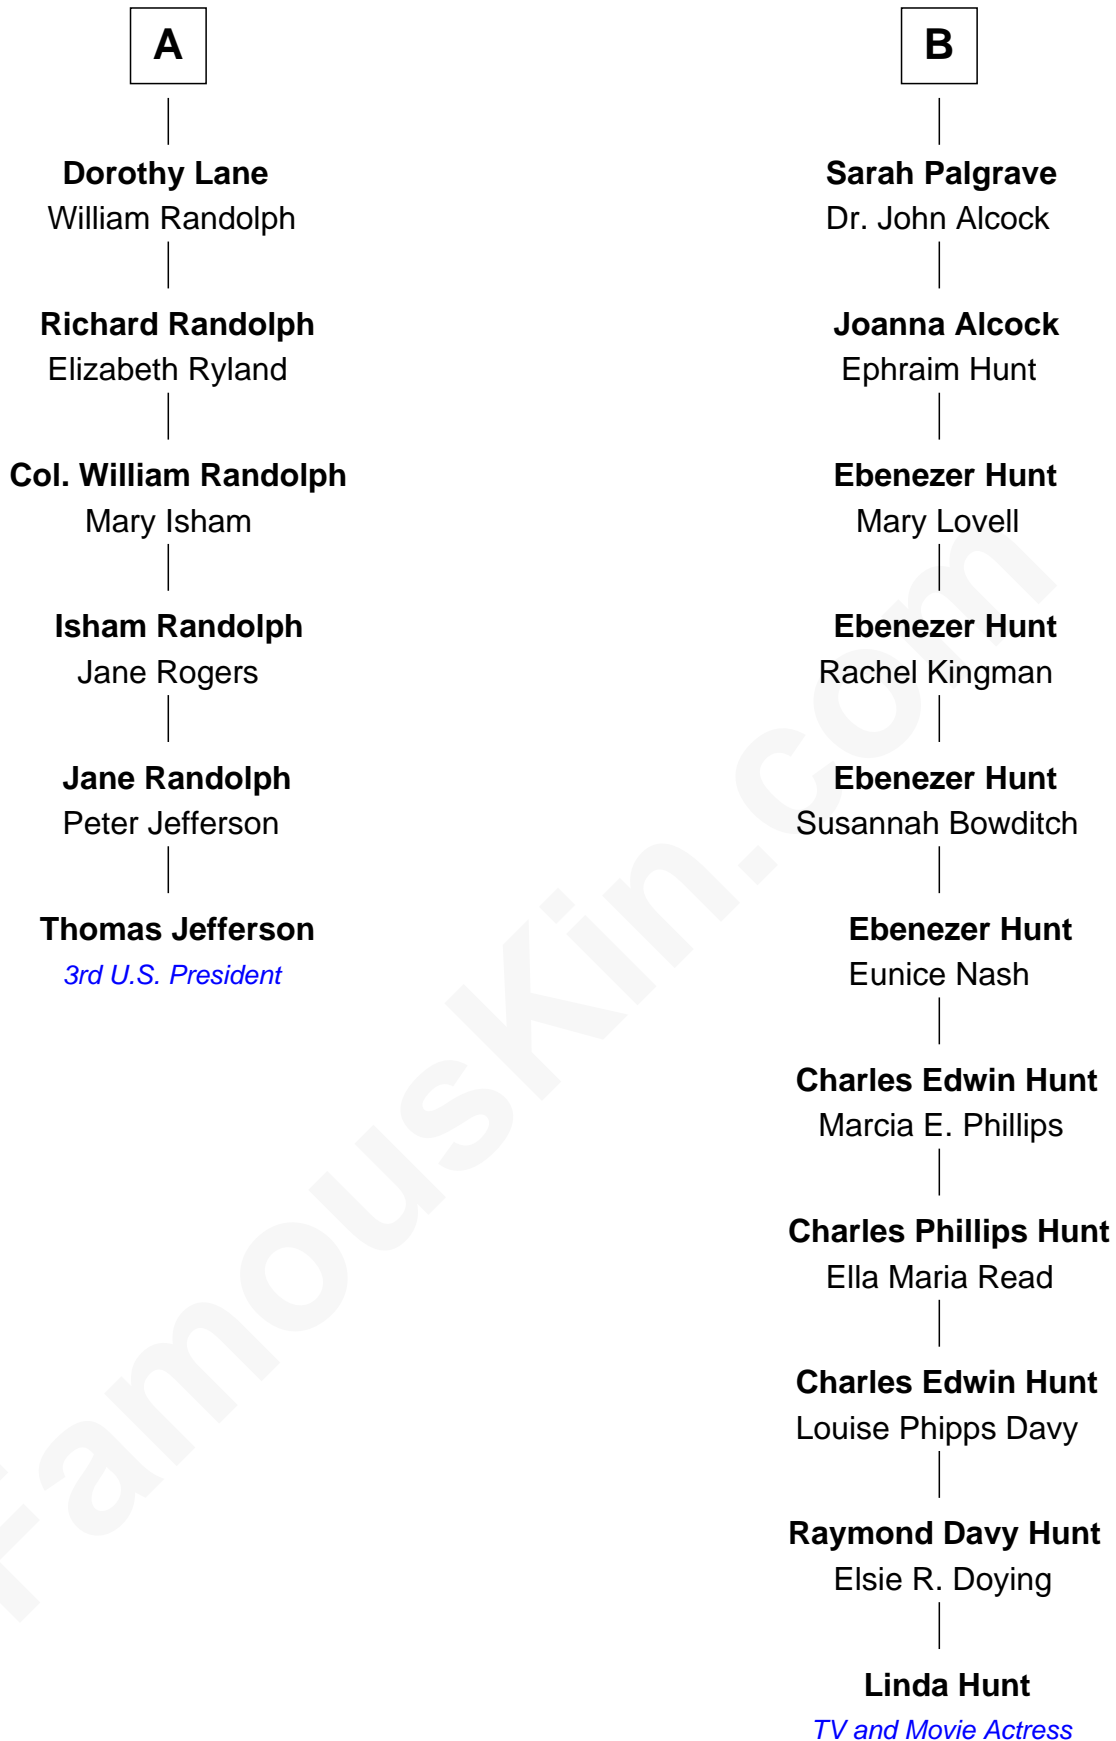 A
Dorothy Lane
William Randolph
Richard Randolph
Elizabeth Ryland
Col. William Randolph
Mary Isham
Isham Randolph
Jane Rogers
Jane Randolph
Peter Jefferson
Thomas Jefferson
3rd U.S. President
B
Sarah Palgrave
Dr. John Alcock
Joanna Alcock
Ephraim Hunt
Ebenezer Hunt
Mary Lovell
Ebenezer Hunt
Rachel Kingman
Ebenezer Hunt
Susannah Bowditch
Ebenezer Hunt
Eunice Nash
Charles Edwin Hunt
Marcia E. Phillips
Charles Phillips Hunt
Ella Maria Read
Charles Edwin Hunt
Louise Phipps Davy
Raymond Davy Hunt
Elsie R. Doying
Linda Hunt
TV and Movie Actress
FamousKin.com